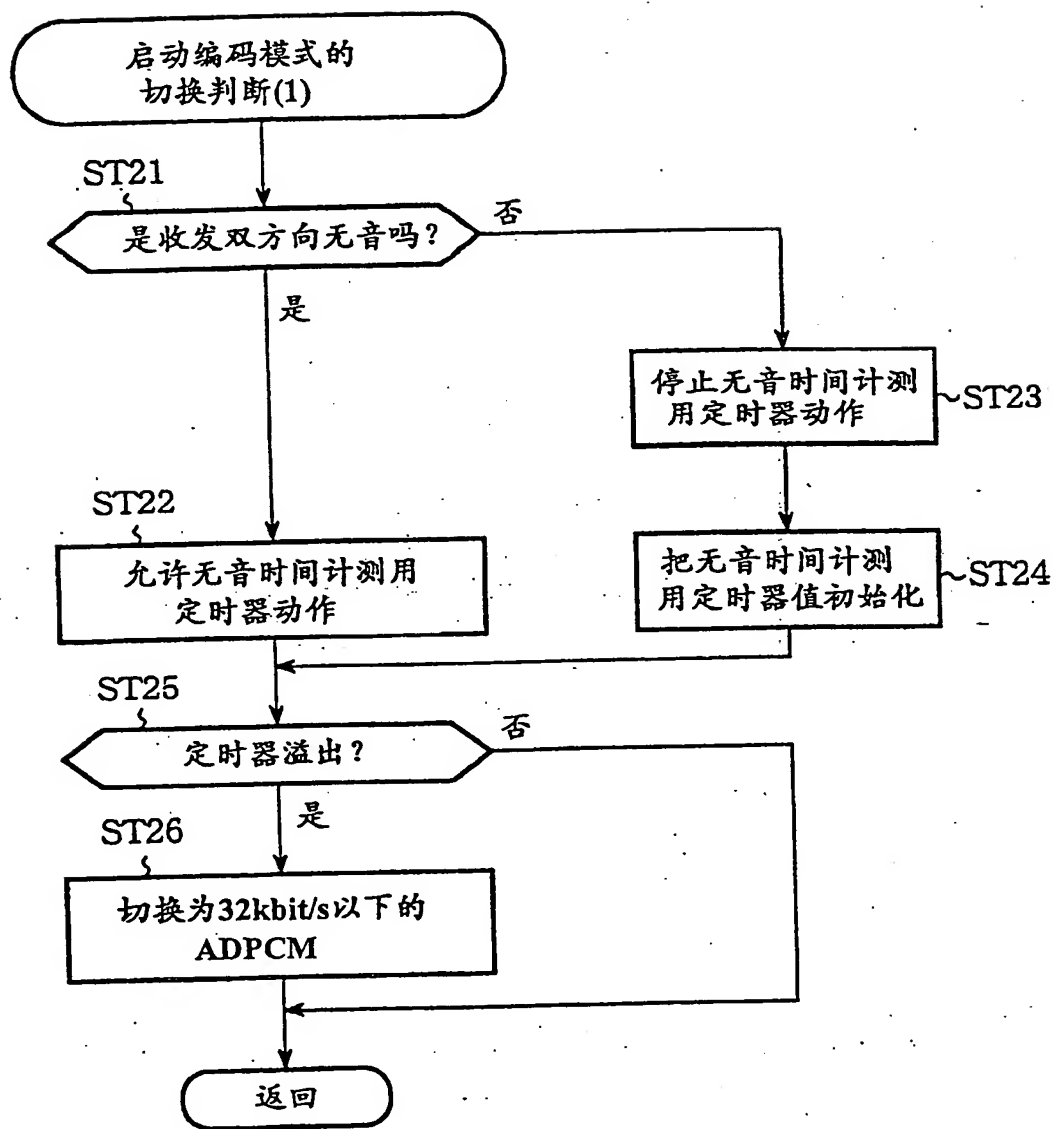 启动编码模式的
切换判断(1)
ST21
是收发双方向无音吗？
否
是
停止无音时间计测
用定时器动作
ST23
ST22
允许无音时间计测用
定时器动作
把无音时间计测
用定时器值初始化
ST24
ST25
定时器溢出？
否
是
ST26
切换为32kbit/s以下的
ADPCM
返回